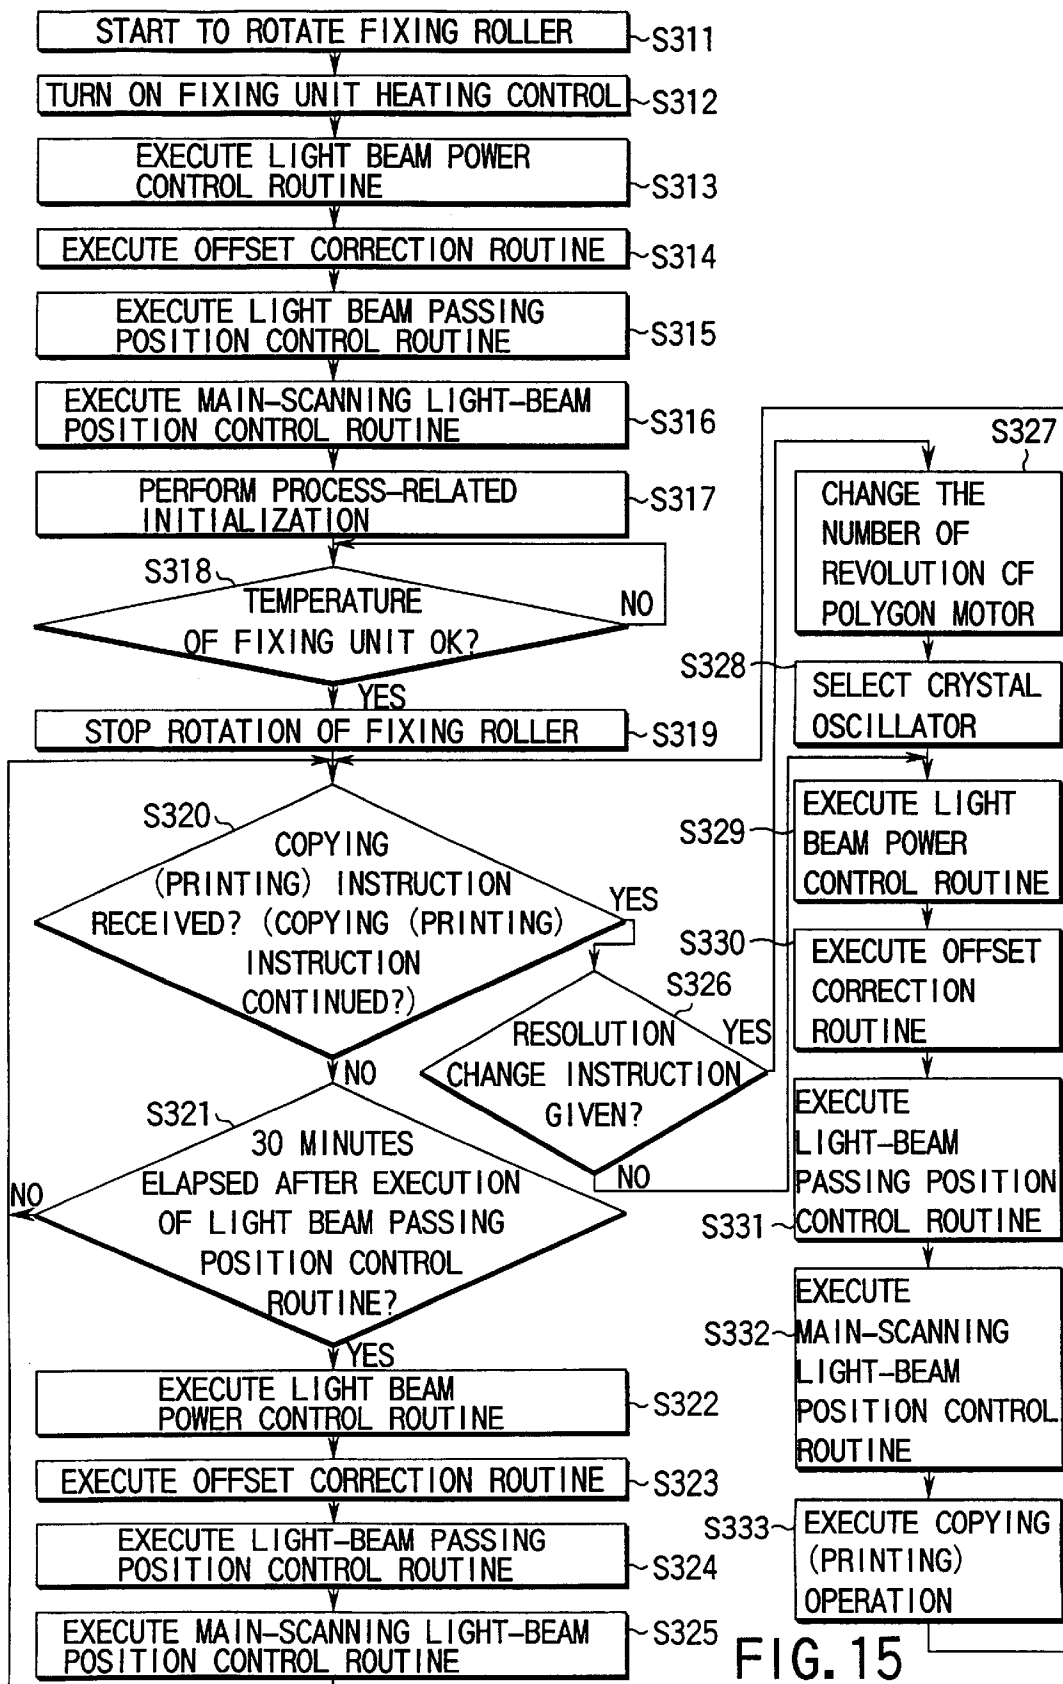 START TO ROTATE FIXING ROLLER
S311
TURN ON FIXING UNIT HEATING CONTROL
S312
EXECUTE LIGHT BEAM POWER
CONTROL ROUTINE
S313
EXECUTE OFFSET CORRECTION ROUTINE
S314
EXECUTE LIGHT BEAM PASSING
POSITION CONTROL ROUTINE
S315
EXECUTE MAIN-SCANNING LIGHT-BEAM
POSITION CONTROL ROUTINE
S316
PERFORM PROCESS-RELATED
INITIALIZATION
S317
S318
TEMPERATURE
OF FIXING UNIT OK?
NO
YES
STOP ROTATION OF FIXING ROLLER
S319
S320
COPYING
(PRINTING) INSTRUCTION
RECEIVED? (COPYING (PRINTING)
INSTRUCTION
CONTINUED?)
YES
NO
S321
30 MINUTES
ELAPSED AFTER EXECUTION
OF LIGHT BEAM PASSING
POSITION CONTROL
ROUTINE?
NO
YES
EXECUTE LIGHT BEAM
POWER CONTROL ROUTINE
S322
EXECUTE OFFSET CORRECTION ROUTINE
S323
EXECUTE LIGHT-BEAM PASSING
POSITION CONTROL ROUTINE
S324
EXECUTE MAIN-SCANNING LIGHT-BEAM
POSITION CONTROL ROUTINE
S325
S326
RESOLUTION
CHANGE INSTRUCTION
GIVEN?
YES
NO
S327
CHANGE THE
NUMBER OF
REVOLUTION CF
POLYGON MOTOR
S328
SELECT CRYSTAL
OSCILLATOR
S329
EXECUTE LIGHT
BEAM POWER
CONTROL ROUTINE
S330
EXECUTE OFFSET
CORRECTION
ROUTINE
EXECUTE
LIGHT-BEAM
PASSING POSITION
CONTROL ROUTINE
S331
EXECUTE
MAIN-SCANNING
LIGHT-BEAM
POSITION CONTROL
ROUTINE
S332
S333
EXECUTE COPYING
(PRINTING)
OPERATION
FIG. 15